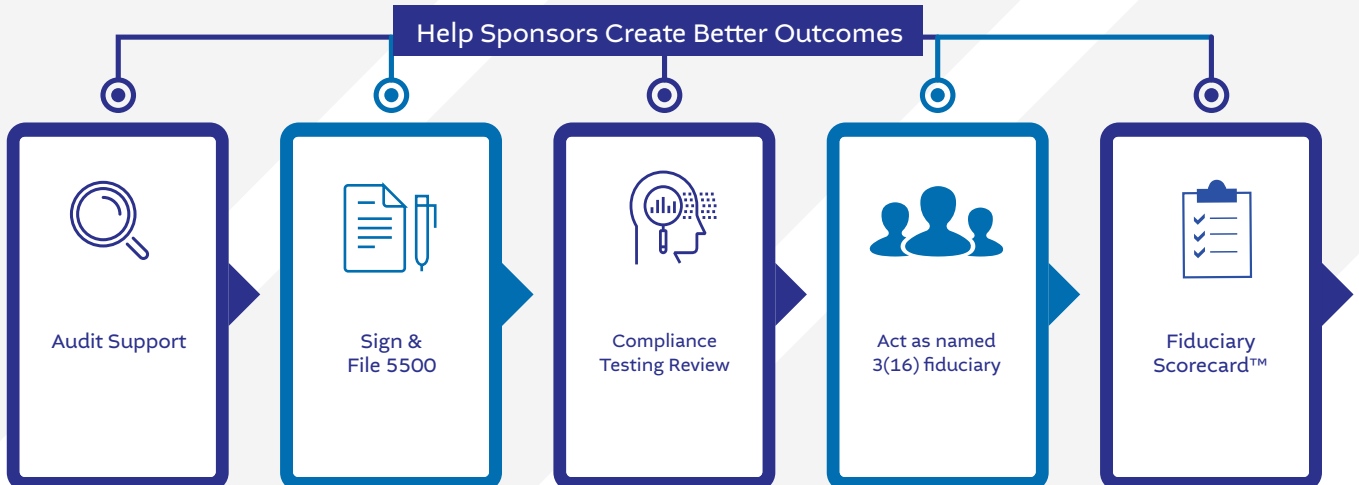 Help Sponsors Create Better Outcomes
Audit Support
Sign &
File 5500
Compliance
Testing Review
Act as named
3(16) fiduciary
Fiduciary
Scorecard™